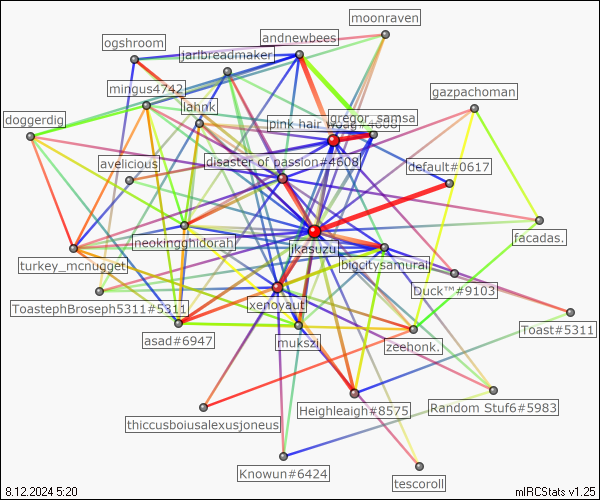 moonraven
andnewbees
ogshroom
jarlbreadmaker
mingus4742
gazpachoman
lahnk
doggerdig
gregor_samsa
pink hair
disaster of passion#4608
avelicious
default#0617
neokingghidorah
facadas.
ikasuzu
turkey_mcnugget
bigcitysamurai
Duck™#9103
ToastephBroseph5311#5311
xenoyaut
Toast#5311
asad#6947
mukszi
zeehonk.
Heighleaigh#8575
Random Stuf6#5983
thiccusboiusalexusjoneus
Knowun#6424
tescoroll
8.12.2024 5:20
mIRCStats v1.25